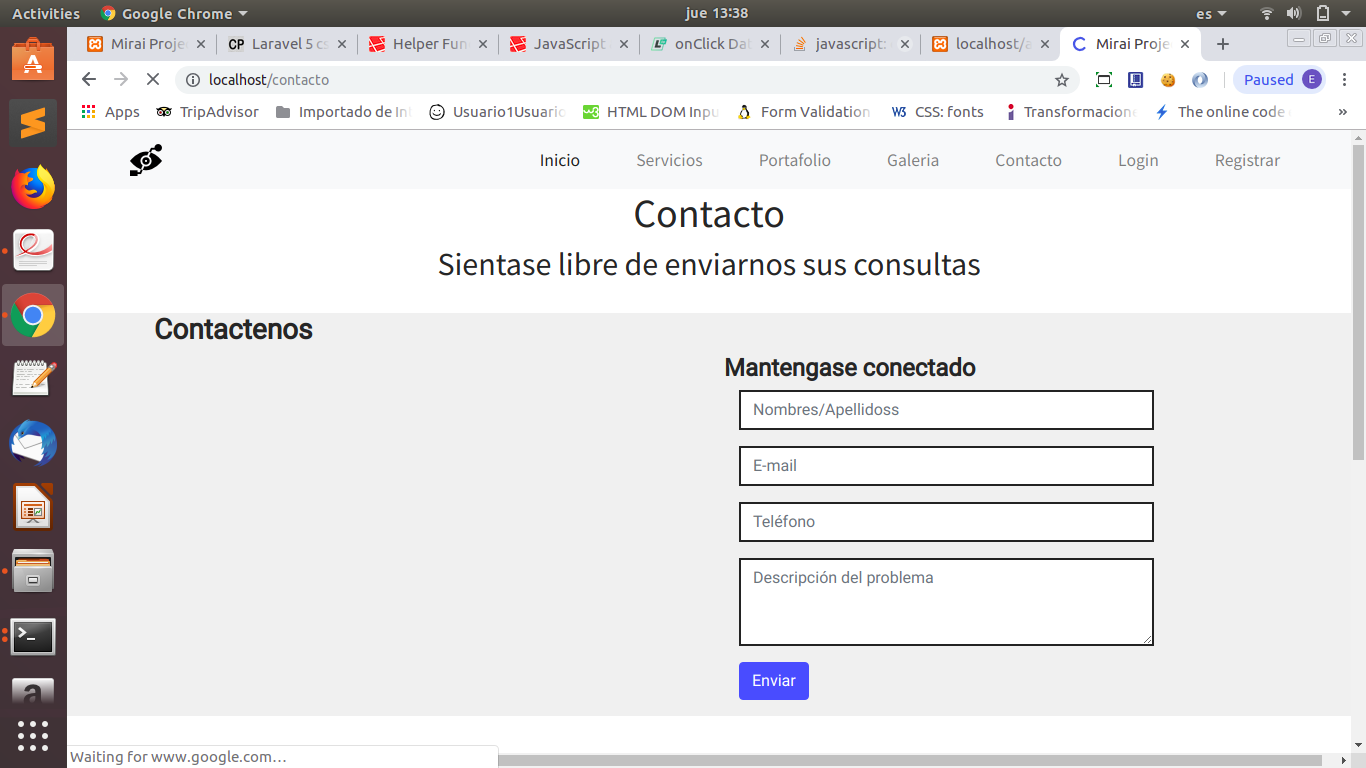 Activities Google Chrome jue 13:38 es
Mirai Proje Laravel 5 cs Helper Fun JavaScript onClick Dat javascript: localhost/a Mirai Proje
localhost/contacto Paused E
Apps TripAdvisor Importado de In Usuario1Usuario HTML DOM Inpu Form Validation CSS: fonts Transformacione The online code »
Inicio Servicios Portafolio Galeria Contacto Login Registrar
Contacto
Sientase libre de enviarnos sus consultas
Contactenos
Mantengase conectado
Nombres/Apellidoss
E-mail
Teléfono
Descripción del problema
Enviar
Waiting for www.google.com…